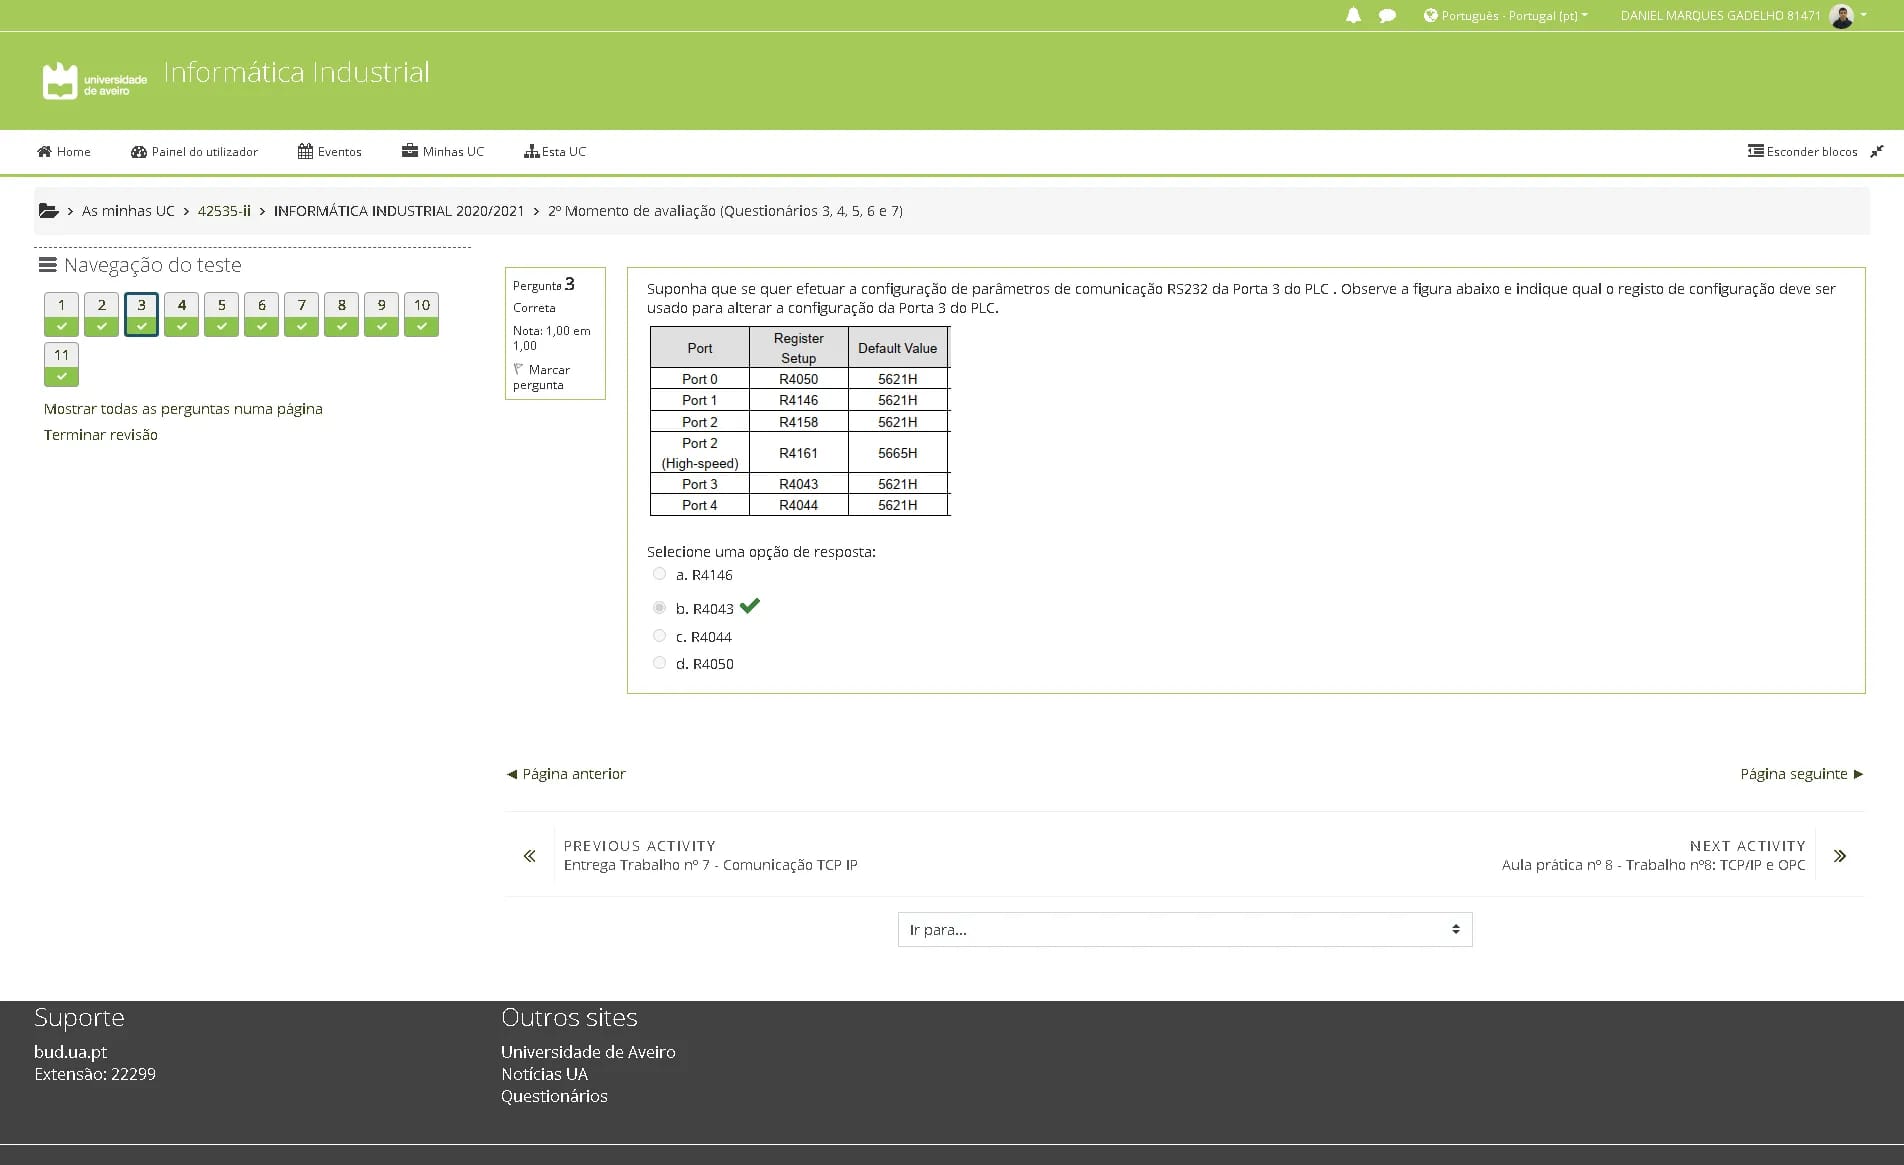 Português - Portugal (pt)
DANIEL MARQUES GADELHO 81471
universidade
de aveiro
Informática Industrial
Home
Painel do utilizador
Eventos
Minhas UC
Esta UC
Esconder blocos
As minhas UC > 42535-ii > INFORMÁTICA INDUSTRIAL 2020/2021 > 2º Momento de avaliação (Questionários 3, 4, 5, 6 e 7)
Navegação do teste
1 2 3 4 5 6 7 8 9 10
11
Mostrar todas as perguntas numa página
Terminar revisão
Pergunta 3
Correta
Nota: 1,00 em
1,00
Marcar
pergunta
Suponha que se quer efetuar a configuração de parâmetros de comunicação RS232 da Porta 3 do PLC . Observe a figura abaixo e indique qual o registo de configuração deve ser
usado para alterar a configuração da Porta 3 do PLC.
Port Register Setup Default Value
Port 0 R4050 5621H
Port 1 R4146 5621H
Port 2 R4158 5621H
Port 2 (High-speed) R4161 5665H
Port 3 R4043 5621H
Port 4 R4044 5621H
Selecione uma opção de resposta:
a. R4146
b. R4043
c. R4044
d. R4050
◄ Página anterior
Página seguinte ►
PREVIOUS ACTIVITY
Entrega Trabalho nº 7 - Comunicação TCP IP
NEXT ACTIVITY
Aula prática nº 8 - Trabalho nº8: TCP/IP e OPC
Ir para...
Suporte
bud.ua.pt
Extensão: 22299
Outros sites
Universidade de Aveiro
Notícias UA
Questionários